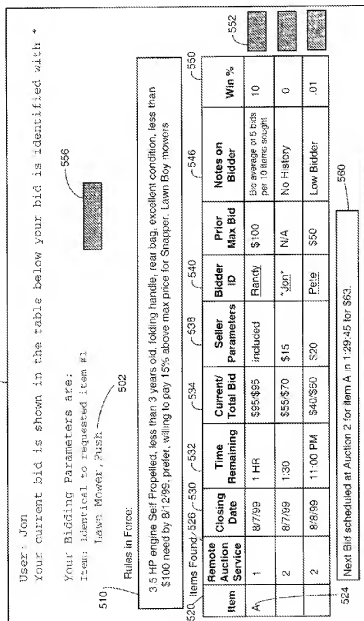 User: Jon
Your current bid is shown in the table below your bid is identified with *
Your Bidding Parameters are:
Item: identical to requested item #1
Lawn Mower, Push
502
556
510
Rules in Force:
3.5 HP engine Self Propelled, less than 3 years old, folding handle, rear bag, excellent condition, less than
$100 need by 8/12/99, prefer, willing to pay 15% above max price for Snapper. Lawn Boy mowers
520 Items Found 526 530 532 534 538 540 546 550 552
Item Remote Auction Service Closing Date Time Remaining Current/ Total Bid Seller Parameters Bidder ID Prior Max Bid Notes on Bidder Win %
A 1 8/7/99 1 HR $95/$95 included Randy $100 Bid average of 5 bids per 10 items sought 10
2 8/7/99 1:30 $55/$70 $15 "Jon" N/A No History 0
2 8/8/99 11:00 PM $40/$60 $20 Pete $50 Low Bidder .01
524
Next Bid scheduled at Auction 2 for Item A in 1:29:45 for $63.
560